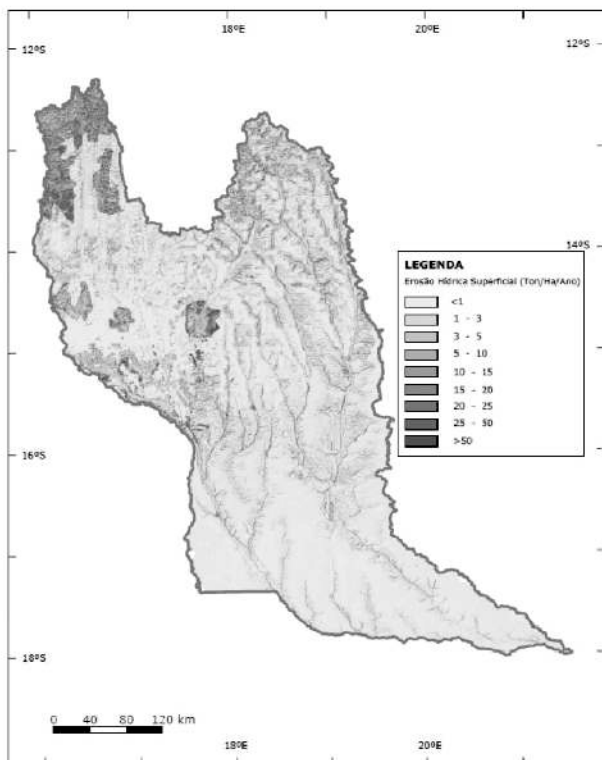 18ºE 20ºE
12ºS 12ºS
14ºS
LEGENDA
Erosão Hídrica Superficial (Ton/Ha/Ano)
<1
1 - 3
3 - 5
5 - 10
10 - 15
15 - 20
20 - 25
25 - 50
>50
16ºS
18ºS
0 40 80 120 km
18ºE 20ºE